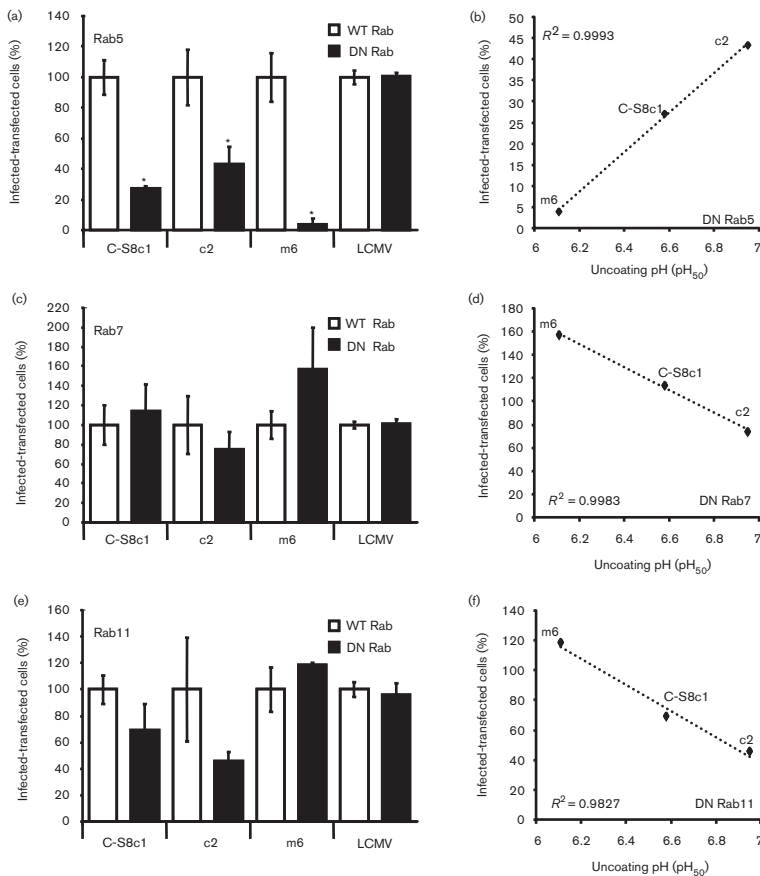 (a)
Infected-transfected cells (%)
140
120
100
80
60
40
20
0
Rab5
WT Rab
DN Rab
*
*
*
C-S8c1
c2
m6
LCMV
(b)
Infected-transfected cells (%)
50
45
40
35
30
25
20
15
10
5
0
R² = 0.9993
c2
C-S8c1
m6
DN Rab5
6
6.2
6.4
6.6
6.8
7
Uncoating pH (pH₅₀)
(c)
Infected-transfected cells (%)
220
200
180
160
140
120
100
80
60
40
20
0
Rab7
WT Rab
DN Rab
C-S8c1
c2
m6
LCMV
(d)
Infected-transfected cells (%)
180
160
140
120
100
80
60
40
20
0
m6
C-S8c1
c2
R² = 0.9983
DN Rab7
6
6.2
6.4
6.6
6.8
7
Uncoating pH (pH₅₀)
(e)
Infected-transfected cells (%)
160
140
120
100
80
60
40
20
0
Rab11
WT Rab
DN Rab
C-S8c1
c2
m6
LCMV
(f)
Infected-transfected cells (%)
140
120
100
80
60
40
20
0
m6
C-S8c1
c2
R² = 0.9827
DN Rab11
6
6.2
6.4
6.6
6.8
7
Uncoating pH (pH₅₀)